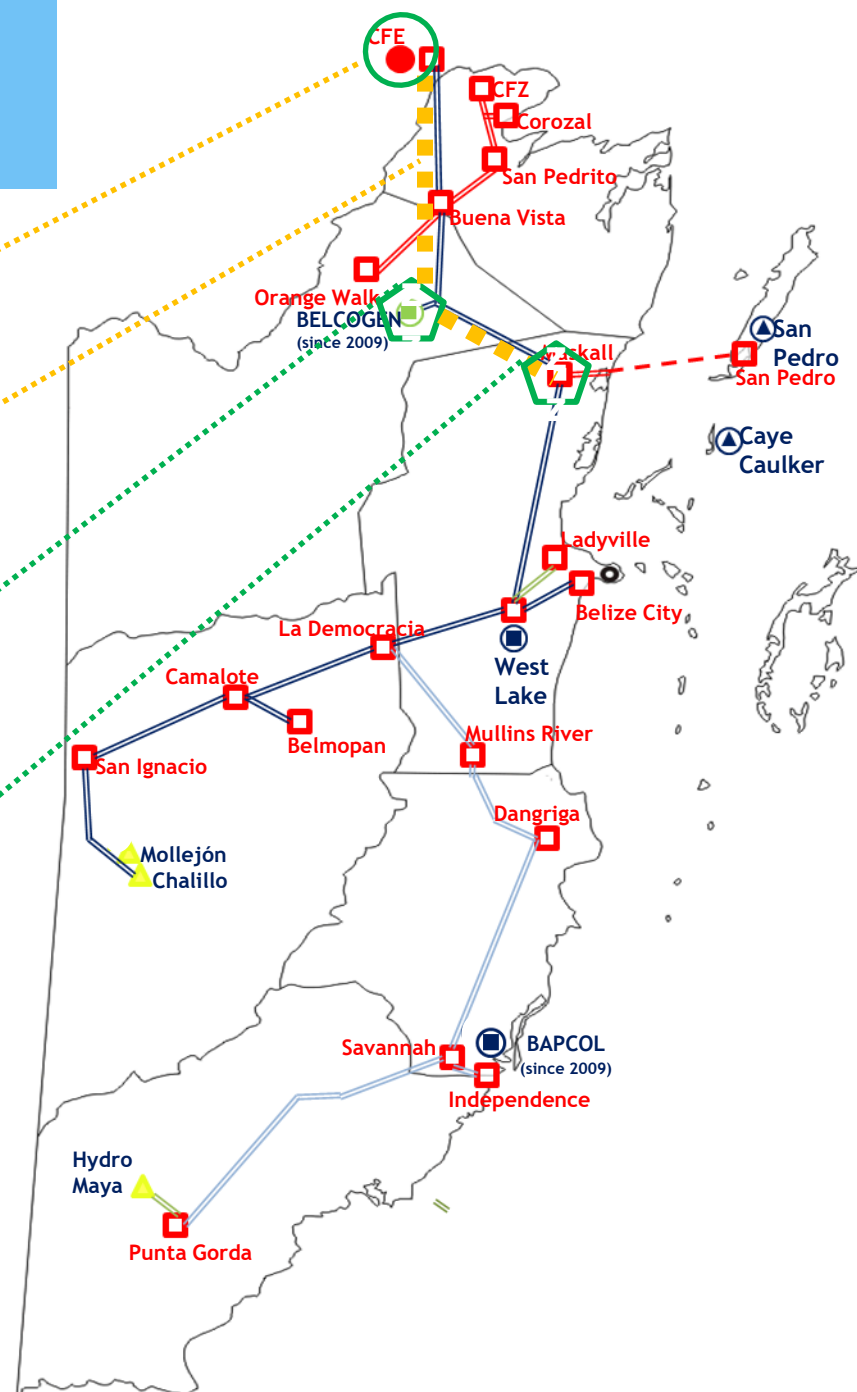 CFE
CFZ
Corozal
San Pedrito
Buena Vista
Orange Walk
BELCOGEN
(since 2009)
San
Pedro
San Pedro
Caye
Caulker
Ladyville
Belize City
La Democracia
West
Lake
Camalote
Belmopan
Mullins River
San Ignacio
Dangriga
Mollejón
Chalillo
Savannah
BAPCOL
(since 2009)
Independence
Hydro
Maya
Punta Gorda